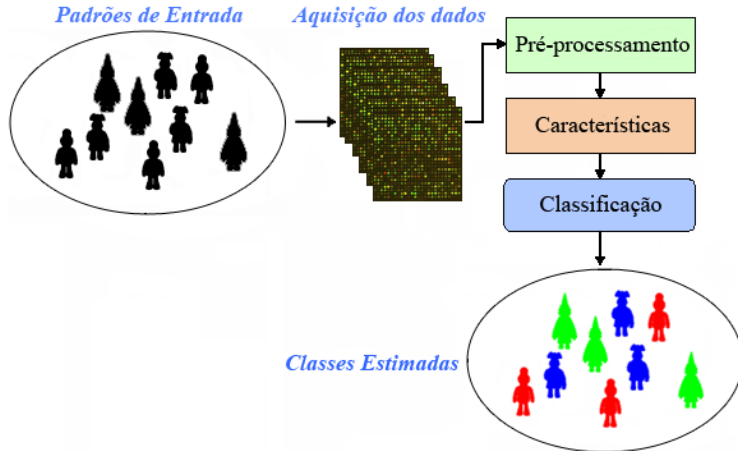 Padrões de Entrada
Aquisição dos dados
Pré-processamento
Características
Classificação
Classes Estimadas